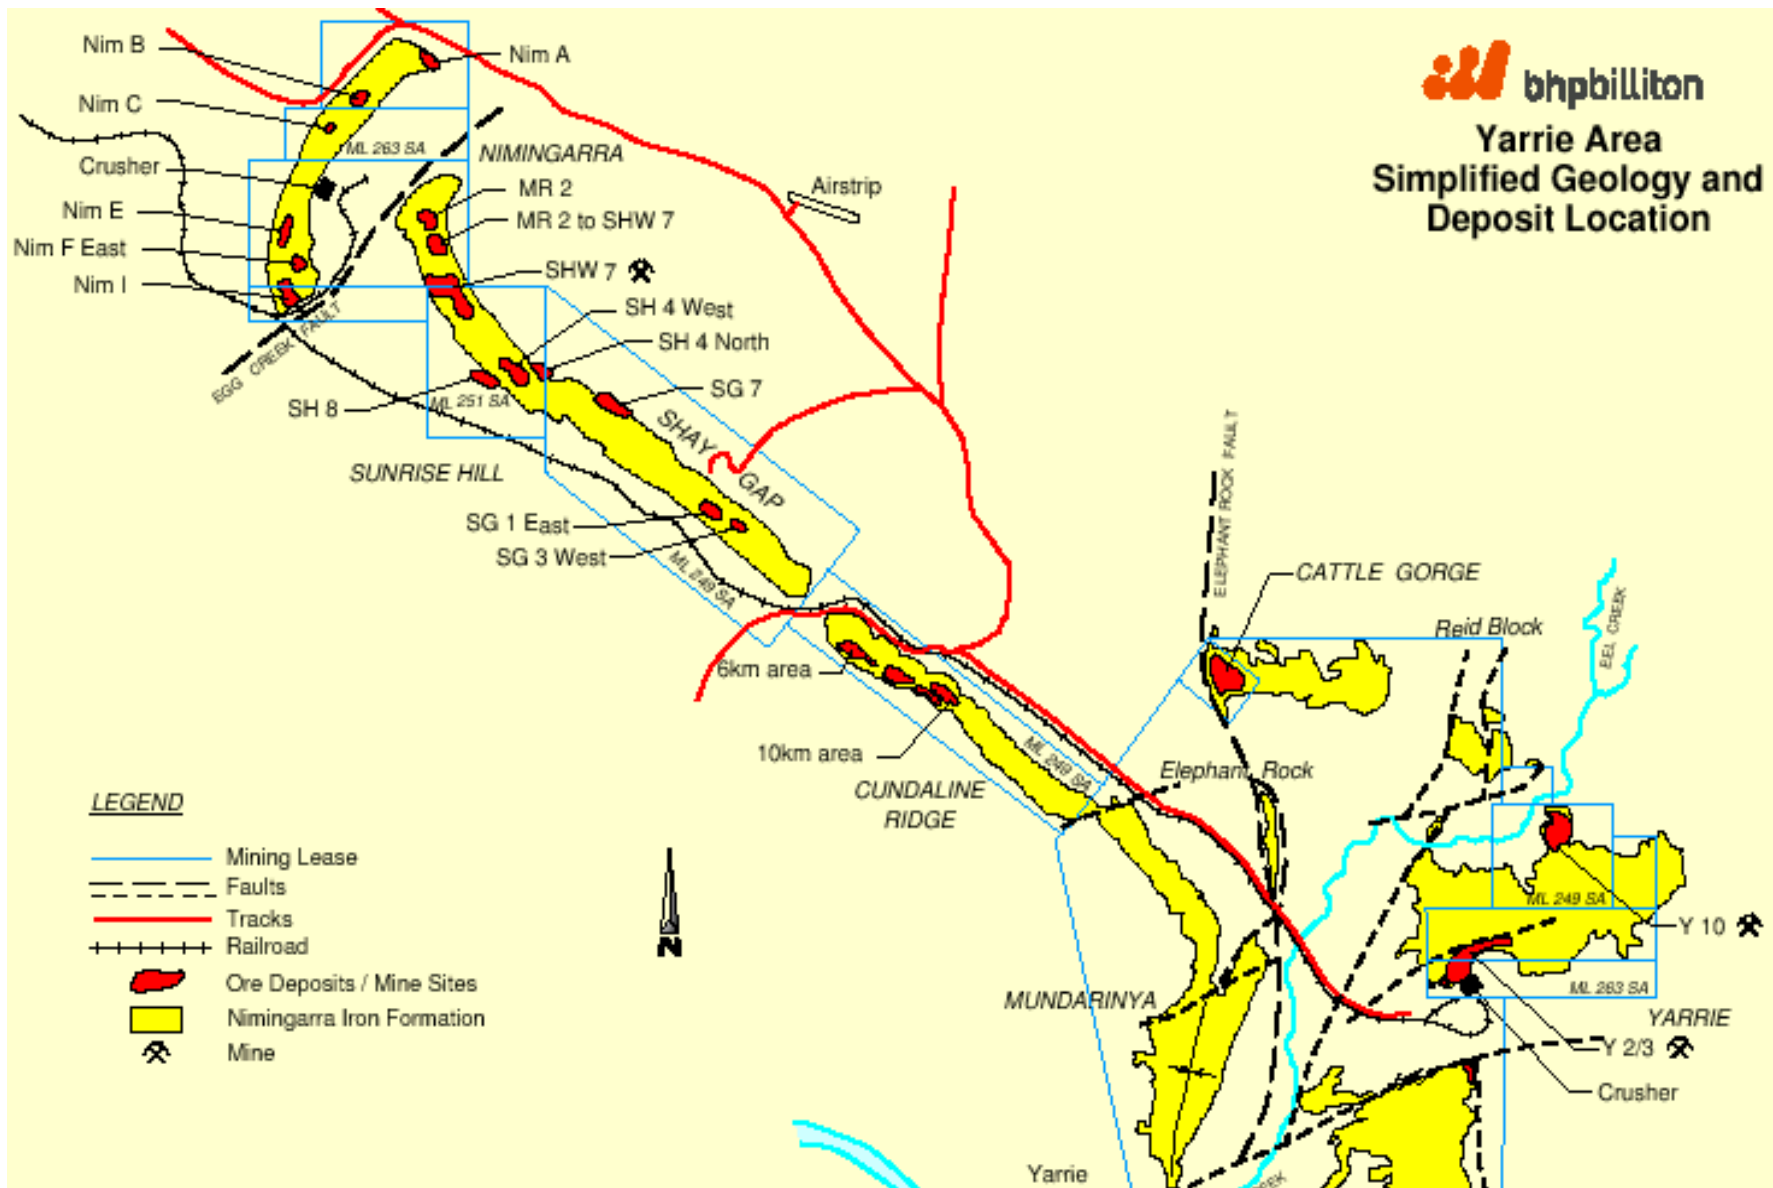 bhpbilliton
Yarrie Area
Simplified Geology and
Deposit Location
Nim B
Nim A
Nim C
ML 263 SA
NIMINGARRA
Crusher
MR 2
Airstrip
Nim E
MR 2 to SHW 7
Nim F East
SHW 7
Nim I
SH 4 West
EGG CREEK FAULT
SH 4 North
SG 7
SH 8
ML 251 SA
SHAY GAP
SUNRISE HILL
SG 1 East
SG 3 West
ML 249 SA
ELEPHANT ROCK FAULT
CATTLE GORGE
Reid Block
EEL CREEK
6km area
10km area
ML 249 SA
Elephant Rock
CUNDALINE
RIDGE
LEGEND
Mining Lease
Faults
Tracks
Railroad
Ore Deposits / Mine Sites
Nimingarra Iron Formation
Mine
N
ML 249 SA
Y 10
MUNDARINYA
ML 263 SA
YARRIE
Y 2/3
Crusher
Yarrie